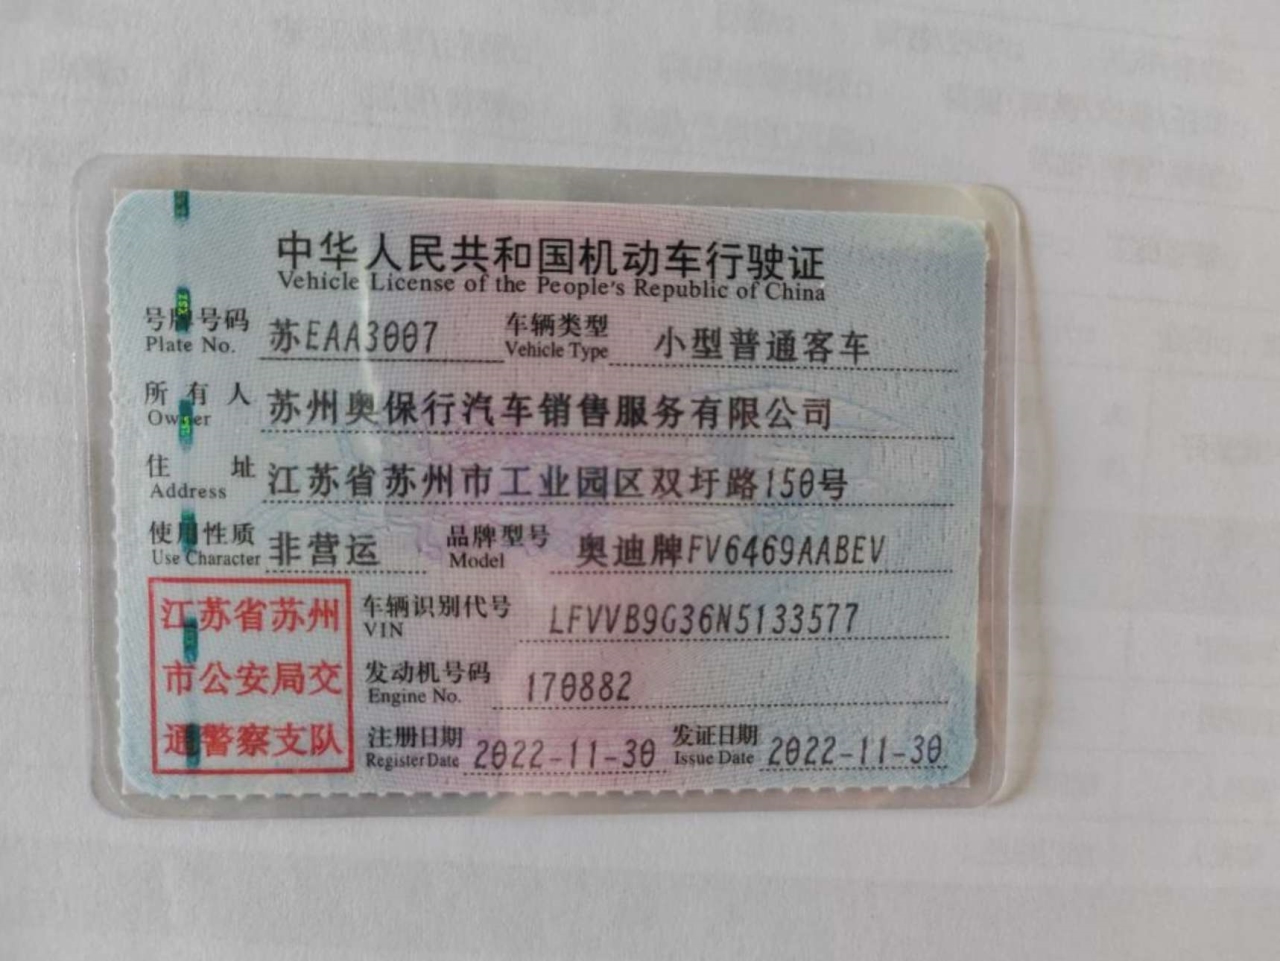 中华人民共和国机动车行驶证
Vehicle License of the People's Republic of China
号牌号码 苏EAA3007 车辆类型 小型普通客车
Plate No. Vehicle Type
所有人 苏州奥保行汽车销售服务有限公司
Owner
住址 江苏省苏州市工业园区双圩路150号
Address
使用性质 非营运 品牌型号 奥迪牌FV6469AABEV
Use Character Model
江苏省苏州
市公安局交
通警察支队
车辆识别代号 LFVVB9G36N5133577
VIN
发动机号码 170882
Engine No.
注册日期 2022-11-30 发证日期 2022-11-30
Register Date Issue Date